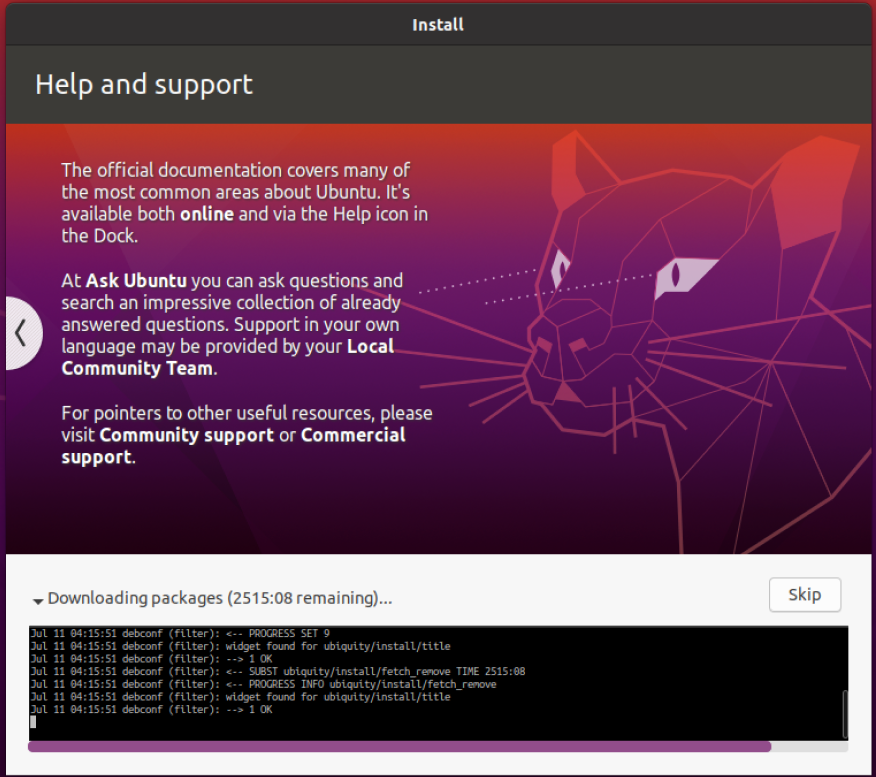 Install
Help and support
The official documentation covers many of
the most common areas about Ubuntu. It's
available both online and via the Help icon in
the Dock.
At Ask Ubuntu you can ask questions and
search an impressive collection of already
answered questions. Support in your own
language may be provided by your Local
Community Team.
For pointers to other useful resources, please
visit Community support or Commercial
support.
Downloading packages (2515:08 remaining)...
Skip
Jul 11 04:15:51 debconf (filter): <-- PROGRESS SET 9
Jul 11 04:15:51 debconf (filter): widget found for ubiquity/install/title
Jul 11 04:15:51 debconf (filter): --> 1 OK
Jul 11 04:15:51 debconf (filter): <-- SUBST ubiquity/install/fetch_remove TIME 2515:08
Jul 11 04:15:51 debconf (filter): <-- PROGRESS INFO ubiquity/install/fetch_remove
Jul 11 04:15:51 debconf (filter): widget found for ubiquity/install/title
Jul 11 04:15:51 debconf (filter): --> 1 OK